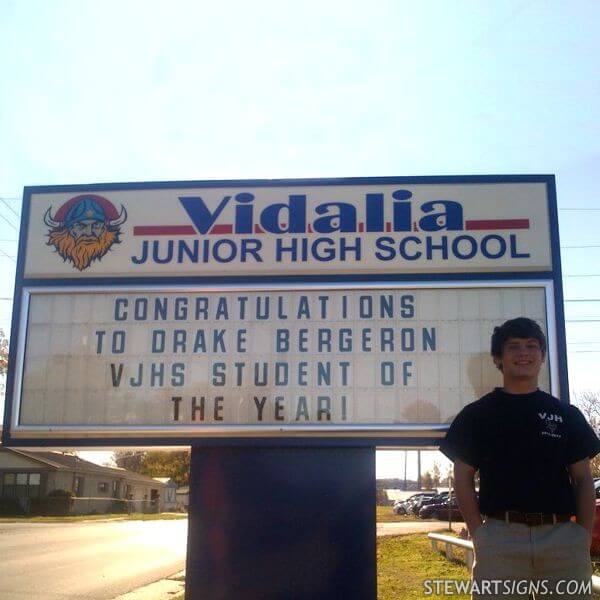 Vidalia
JUNIOR HIGH SCHOOL
CONGRATULATIONS
TO DRAKE BERGERON
VJHS STUDENT OF
THE YEAR!
VJH
STEWARTSIGNS.COM